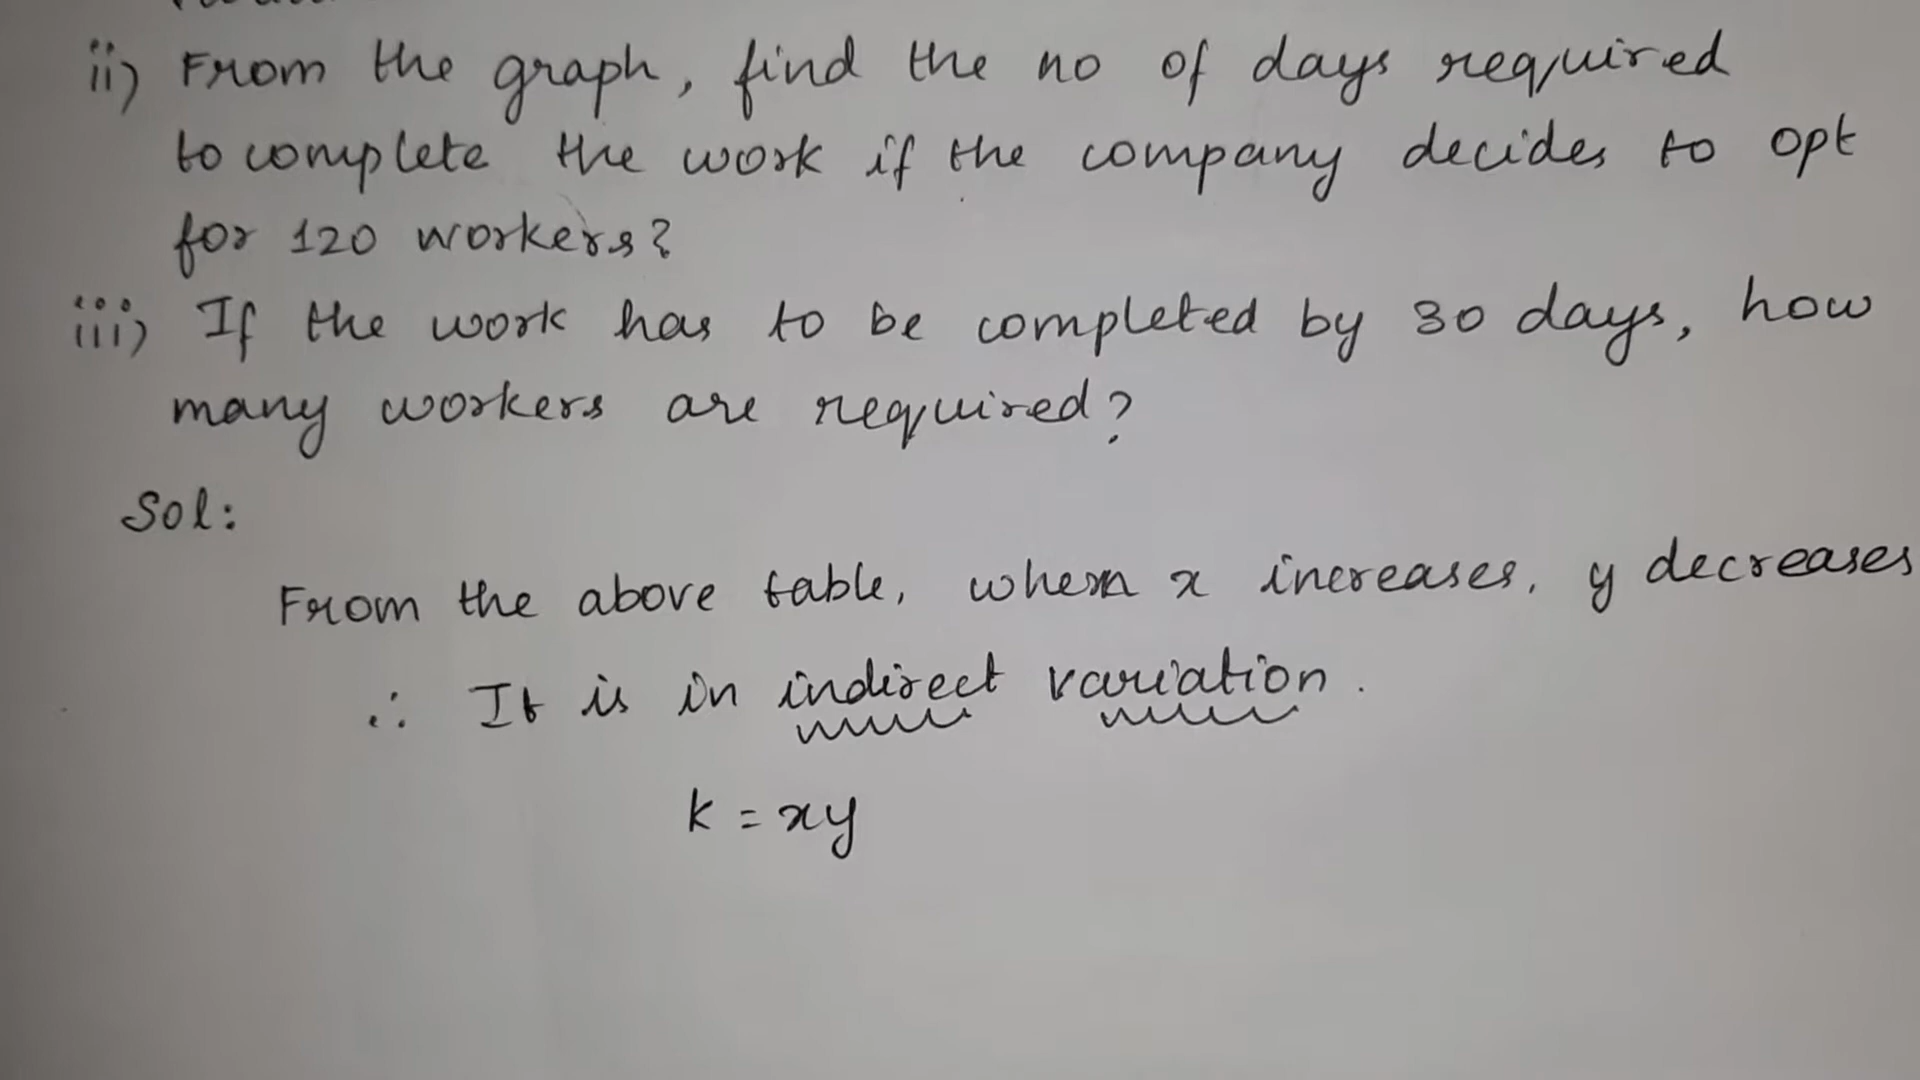 ii) From the graph, find the no of days required
to complete the work if the company decides to opt
for 120 workers?
iii) If the work has to be completed by 30 days, how
many workers are required?
Sol:
From the above table, when x increases, y decreases
∴ It is in indirect variation.
k = xy